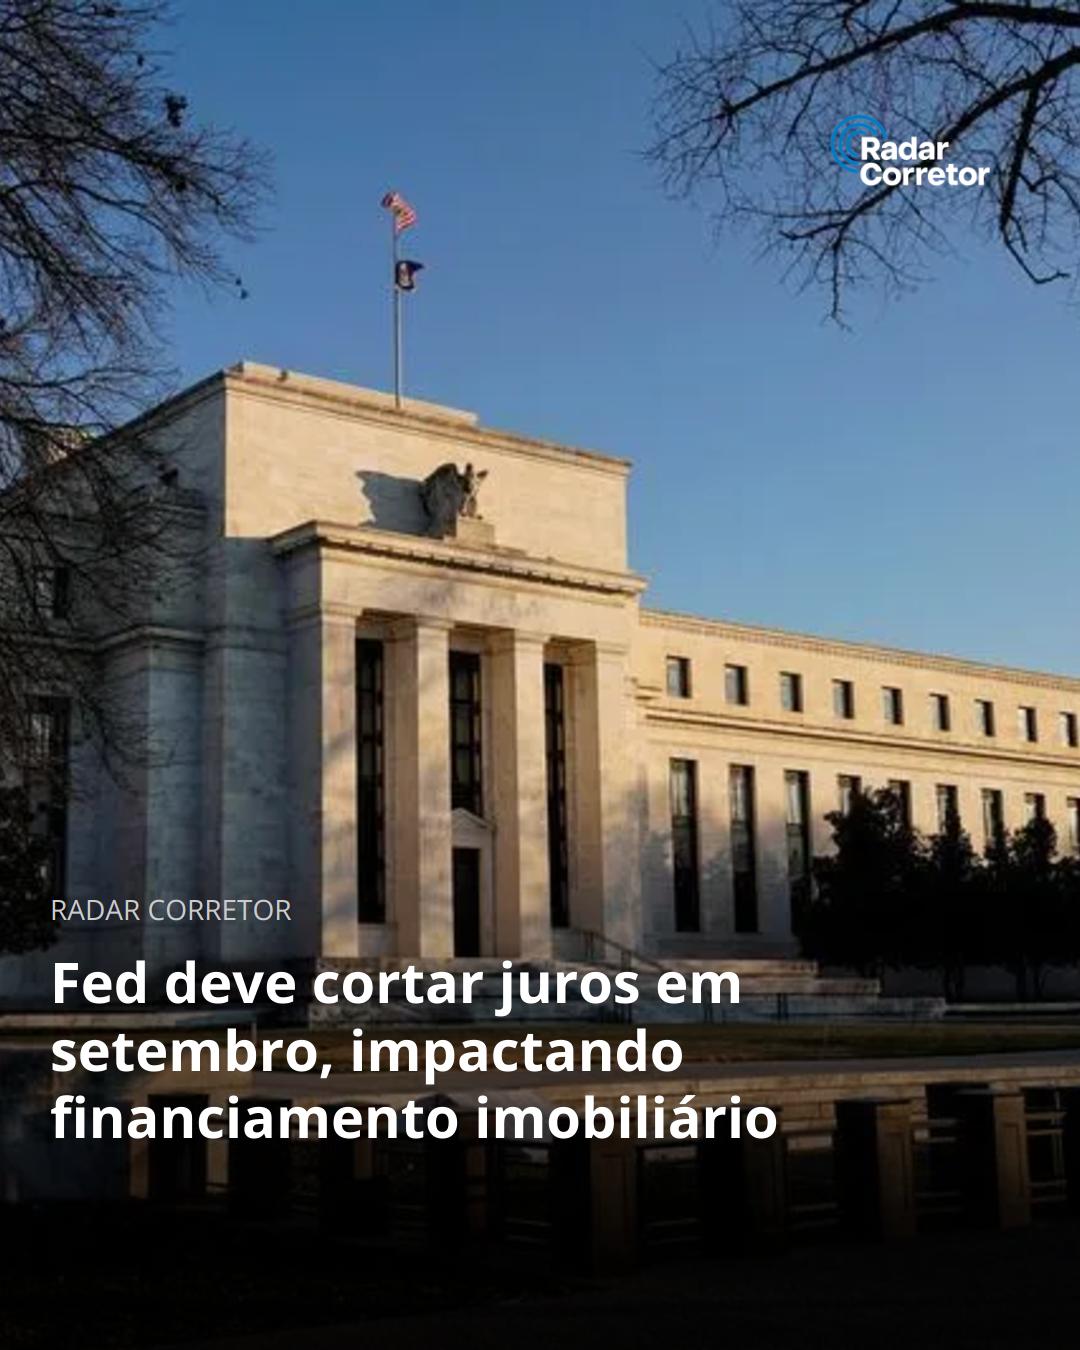 Radar
Corretor
RADAR CORRETOR
Fed deve cortar juros em
setembro, impactando
financiamento imobiliário